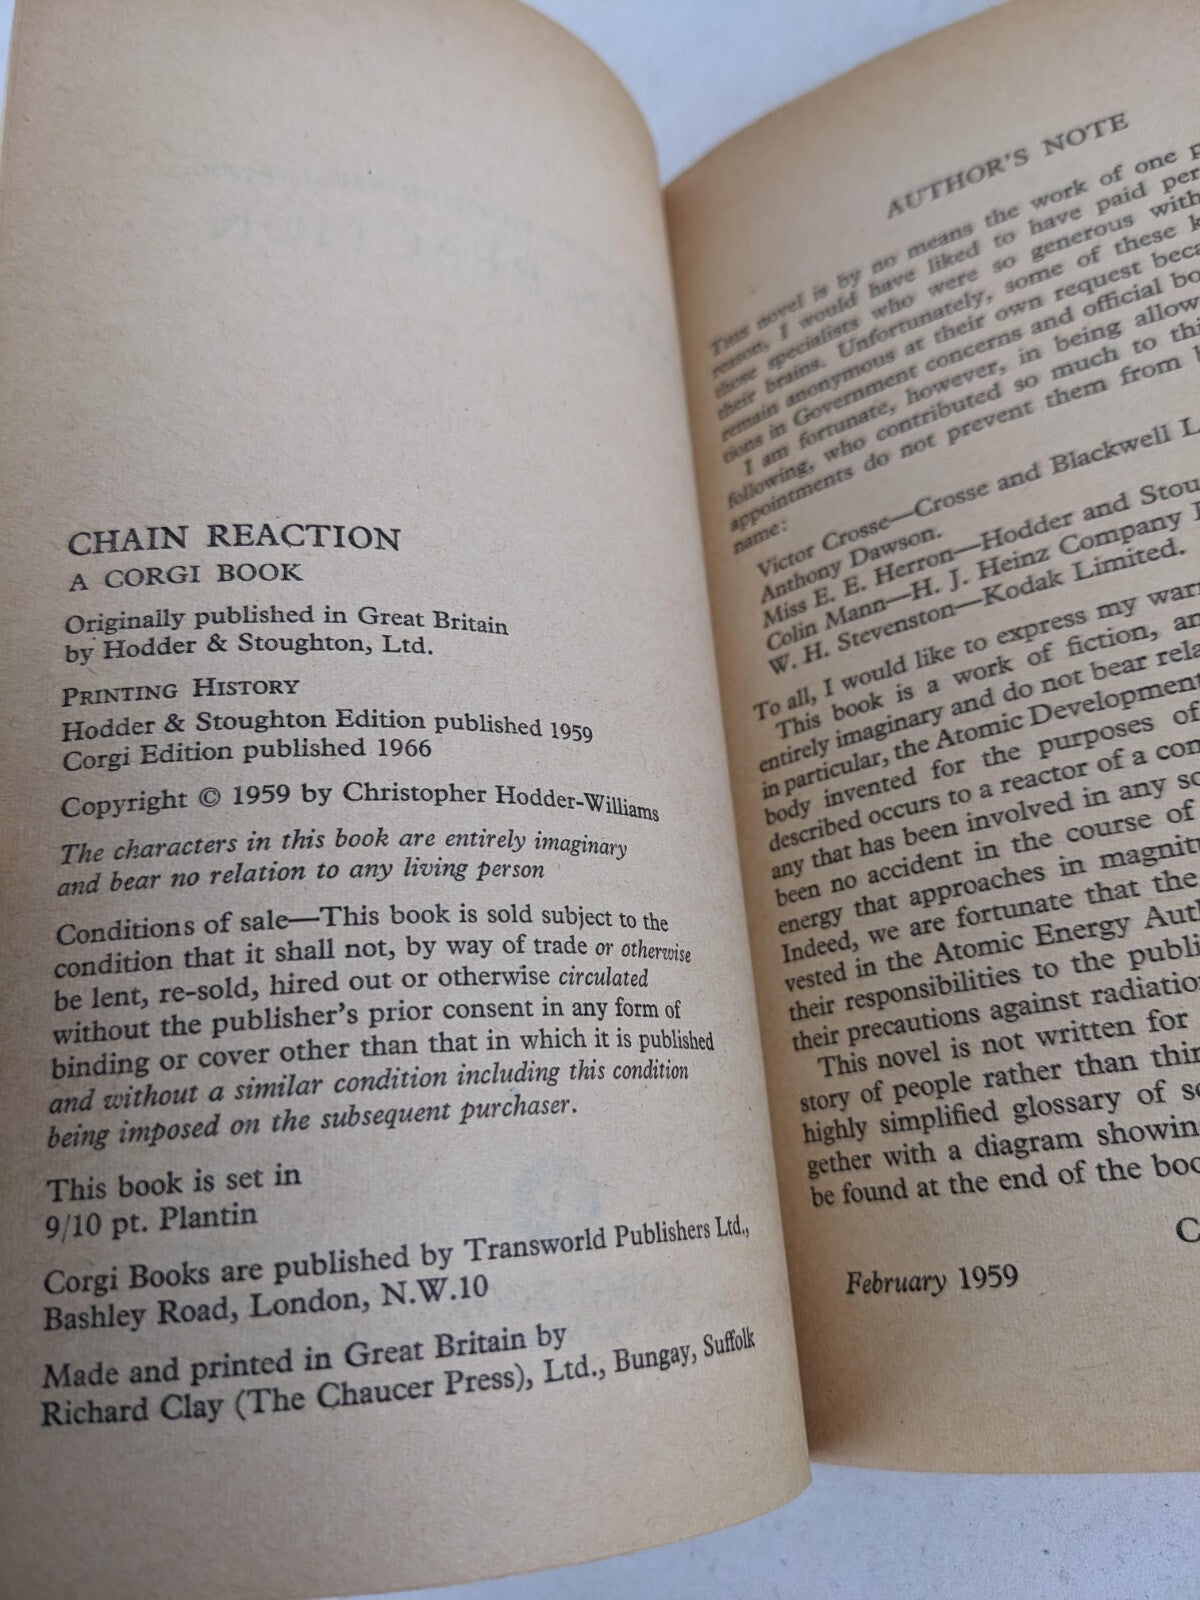 CHAIN REACTION
A CORGI BOOK
Originally published in Great Britain
by Hodder & Stoughton, Ltd.
PRINTING HISTORY
Hodder & Stoughton Edition published 1959
Corgi Edition published 1966
Copyright © 1959 by Christopher Hodder-Williams
The characters in this book are entirely imaginary
and bear no relation to any living person
Conditions of sale—This book is sold subject to the
condition that it shall not, by way of trade or otherwise
be lent, re-sold, hired out or otherwise circulated
without the publisher's prior consent in any form of
binding or cover other than that in which it is published
and without a similar condition including this condition
being imposed on the subsequent purchaser.
This book is set in
9/10 pt. Plantin
Corgi Books are published by Transworld Publishers Ltd.,
Bashley Road, London, N.W.10
Made and printed in Great Britain by
Richard Clay (The Chaucer Press), Ltd., Bungay, Suffolk
AUTHOR'S NOTE
This novel is by no means the work of one
reason, I would have liked to have paid
those specialists who were so generous with
their brains. Unfortunately, some of these
remain anonymous at their own request
tions in Government concerns and official
I am fortunate, however, in being
following, who contributed so much to
appointments do not prevent them from
name:
Victor Crosse—Crosse and Blackwell
Anthony Dawson.
Miss E. E. Herron—Hodder and
Colin Mann—H. J. Heinz Company
W. H. Stevenston—Kodak Limited.
To all, I would like to express my
This book is a work of fiction,
entirely imaginary and do not bear
in particular, the Atomic Development
body invented for the purposes of
described occurs to a reactor of a
any that has been involved in any
been no accident in the course of
energy that approaches in
Indeed, we are fortunate that the
vested in the Atomic Energy
their responsibilities to the
their precautions against
This novel is not written for
story of people rather than
highly simplified glossary of
gether with a diagram
be found at the end of the
C
February 1959